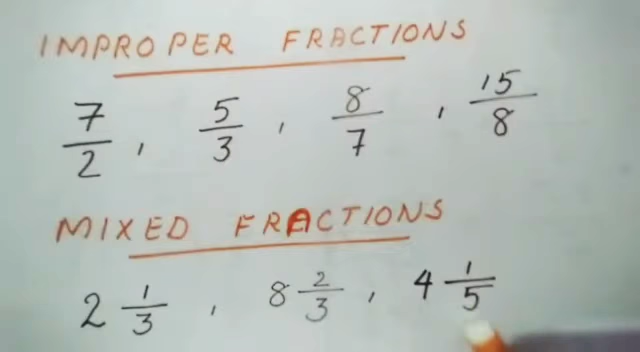 IMPROPER FRACTIONS
7/2 , 5/3 , 8/7 , 15/8
MIXED FRACTIONS
2 1/3 , 8 2/3 , 4 1/5